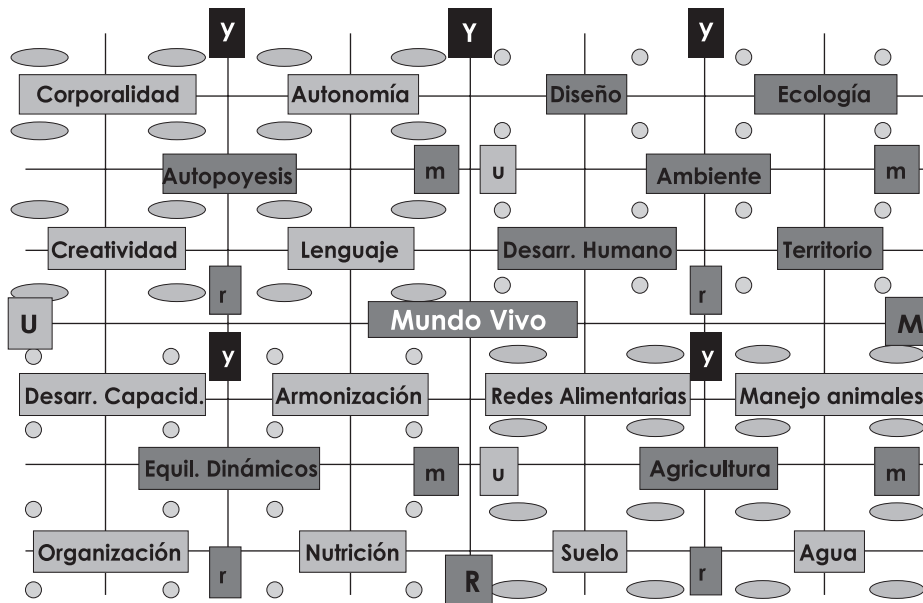 y Y y
Corporalidad Autonomía Diseño Ecología
Autopoyesis m u Ambiente m
Creatividad Lenguaje Desarr. Humano Territorio
r r
U Mundo Vivo M
y y
Desarr. Capacid. Armonización Redes Alimentarias Manejo animales
Equil. Dinámicos m u Agricultura m
Organización Nutrición Suelo Agua
r R r